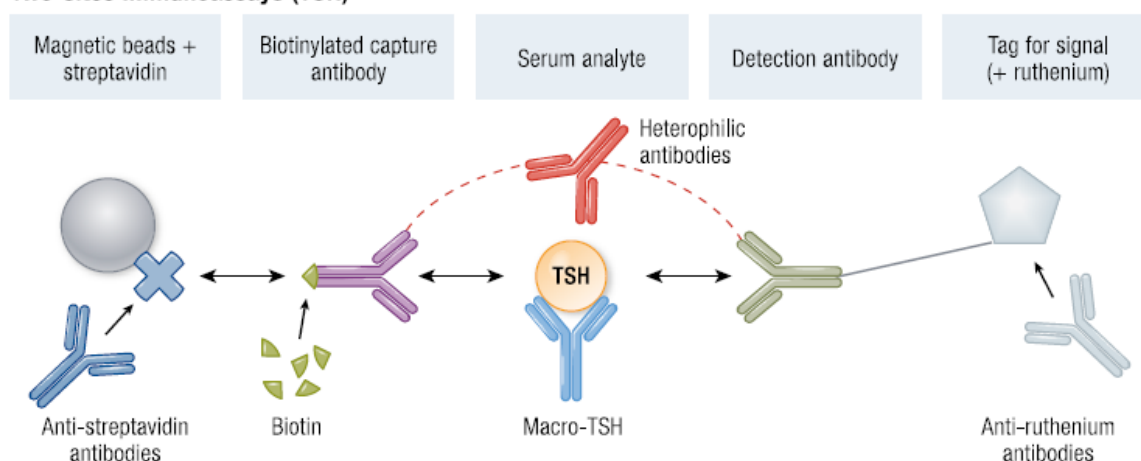 Magnetic beads +
streptavidin
Biotinylated capture
antibody
Serum analyte
Detection antibody
Tag for signal
(+ ruthenium)
Heterophilic
antibodies
TSH
Anti-streptavidin
antibodies
Biotin
Macro-TSH
Anti-ruthenium
antibodies